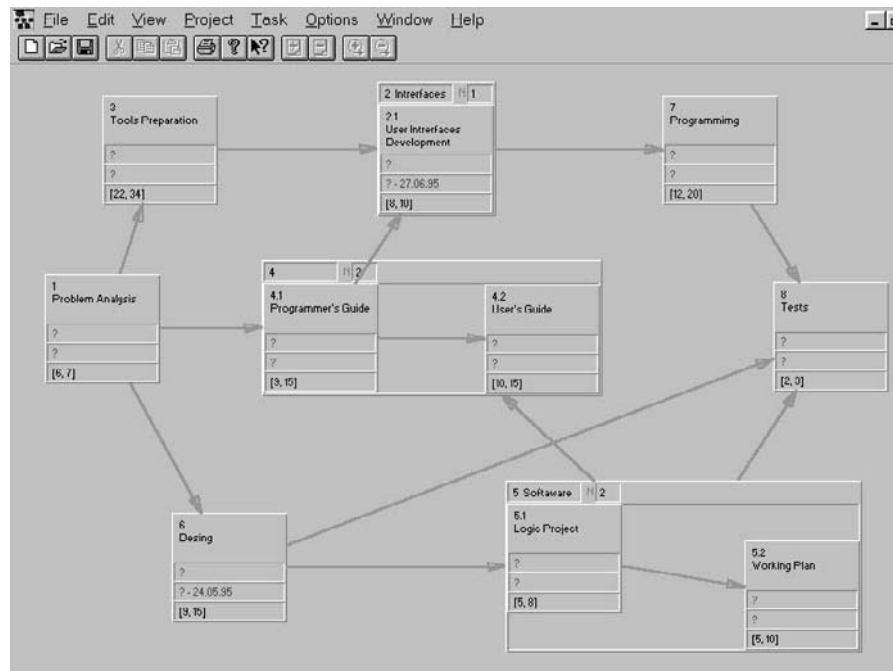 File Edit View Project Task Options Window Help
3
Tools Preparation
?
?
[22, 34]
2 Intrerfaces N 1
2.1
User Intrerfaces
Development
?
? - 27.06.95
[8, 10]
7
Programmimg
?
?
[12, 20]
1
Problem Analysis
?
?
[6, 7]
4 N 2
4.1
Programmer's Guide
?
?
[9, 15]
4.2
User's Guide
?
?
[10, 15]
8
Tests
?
?
[2, 3]
6
Desing
?
? - 24.05.95
[9, 15]
5 Softaware N 2
5.1
Logic Project
?
?
[5, 8]
5.2
Working Plan
?
?
[5, 10]